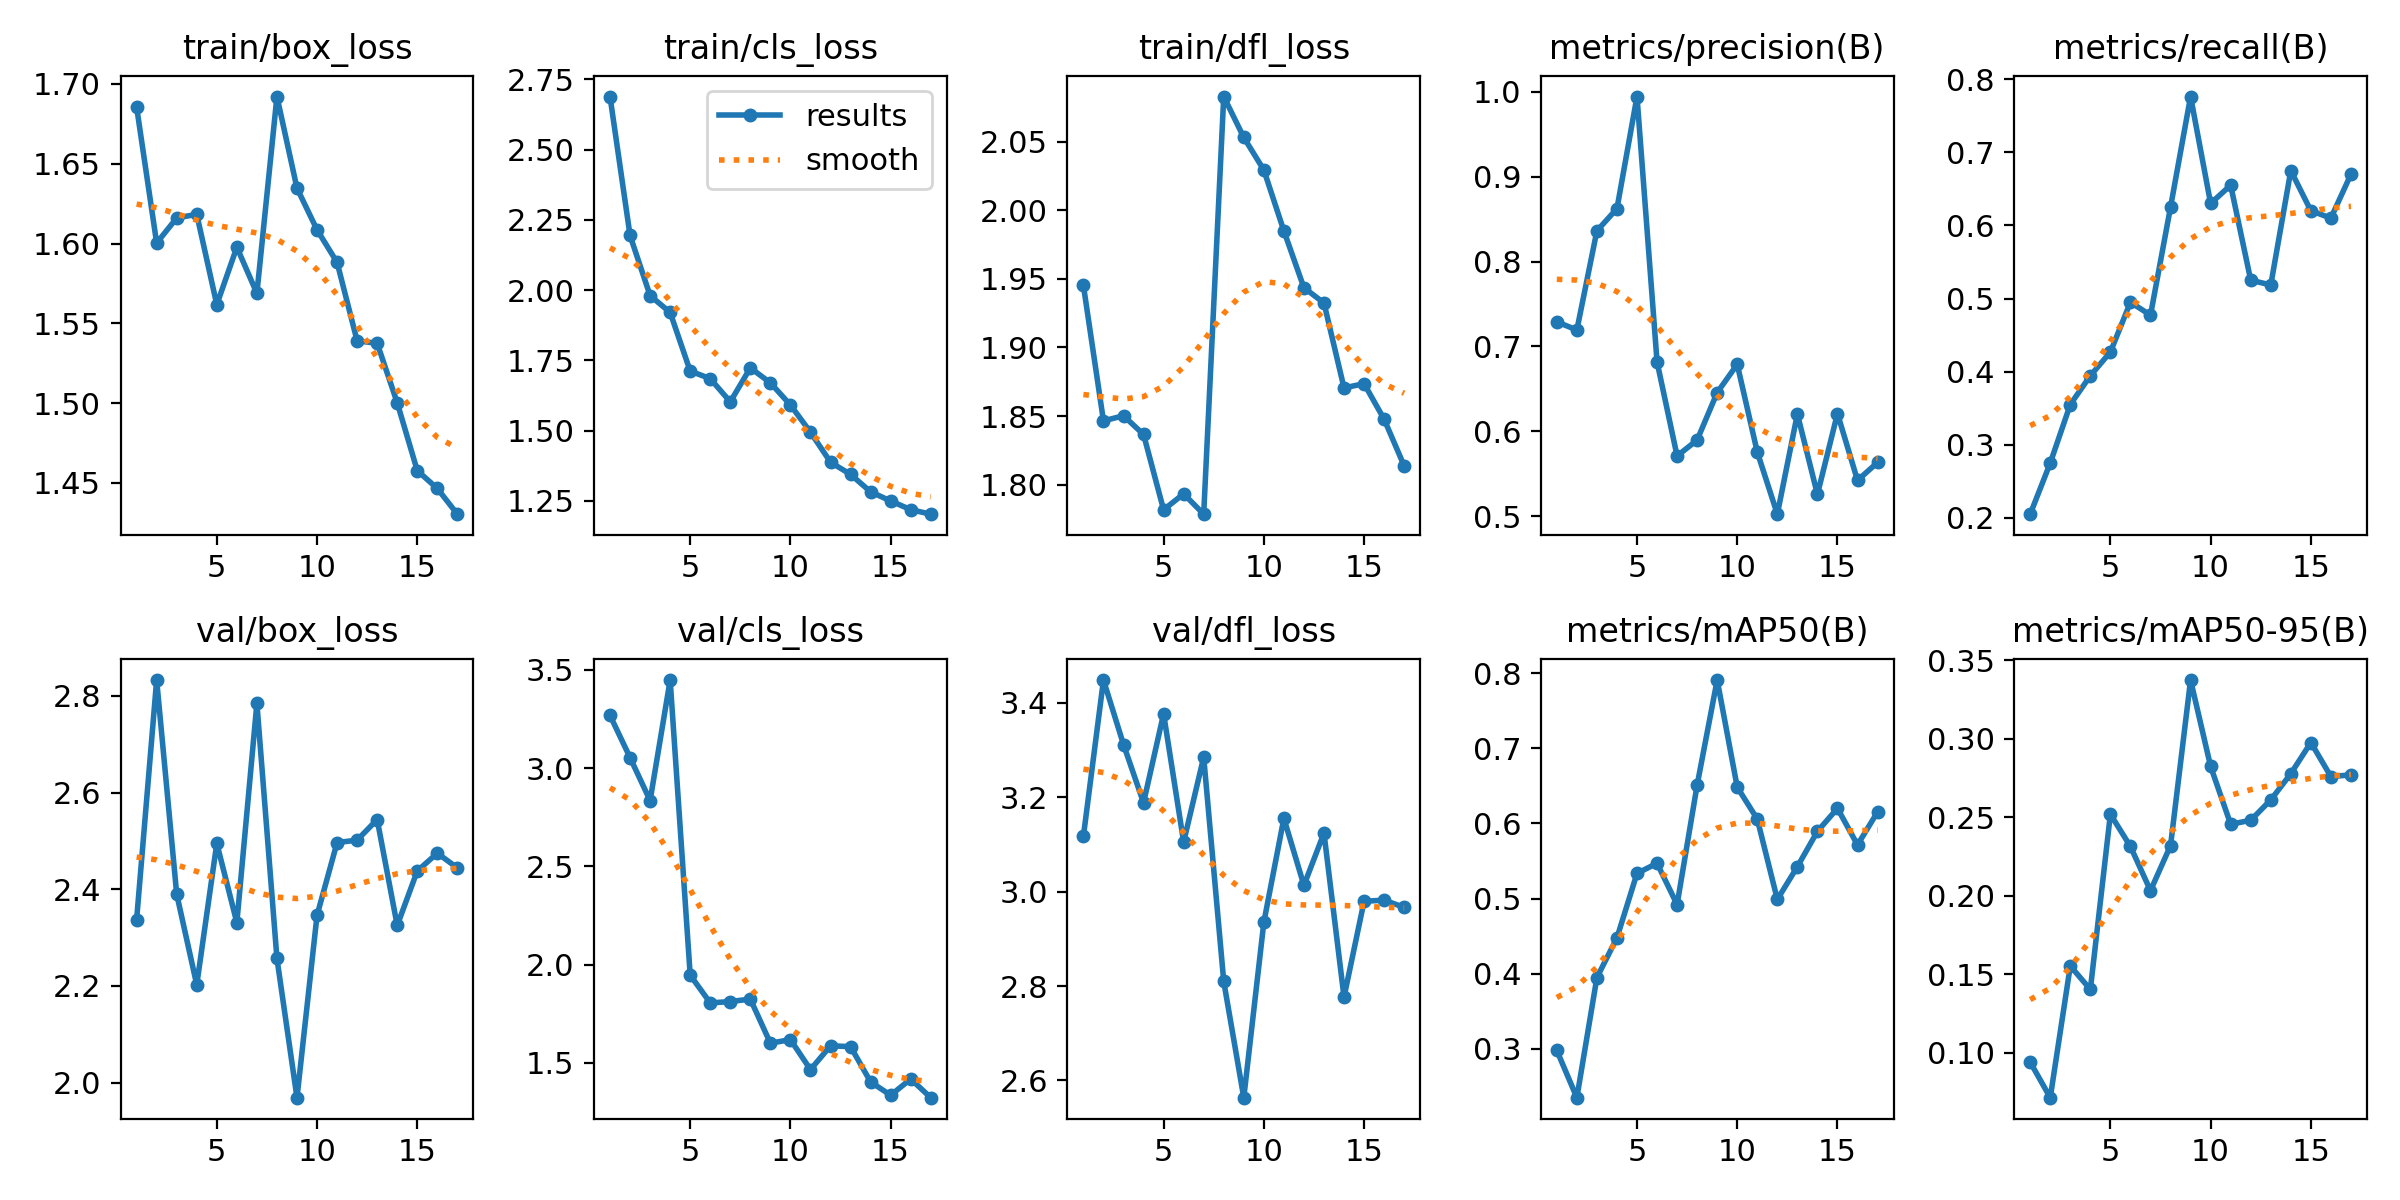 train/box_loss
1.70
1.65
1.60
1.55
1.50
1.45
5 10 15
train/cls_loss
2.75
2.50
2.25
2.00
1.75
1.50
1.25
5 10 15
results
smooth
train/dfl_loss
2.05
2.00
1.95
1.90
1.85
1.80
5 10 15
metrics/precision(B)
1.0
0.9
0.8
0.7
0.6
0.5
5 10 15
metrics/recall(B)
0.8
0.7
0.6
0.5
0.4
0.3
0.2
5 10 15
val/box_loss
2.8
2.6
2.4
2.2
2.0
5 10 15
val/cls_loss
3.5
3.0
2.5
2.0
1.5
5 10 15
val/dfl_loss
3.4
3.2
3.0
2.8
2.6
5 10 15
metrics/mAP50(B)
0.8
0.7
0.6
0.5
0.4
0.3
5 10 15
metrics/mAP50-95(B)
0.35
0.30
0.25
0.20
0.15
0.10
5 10 15